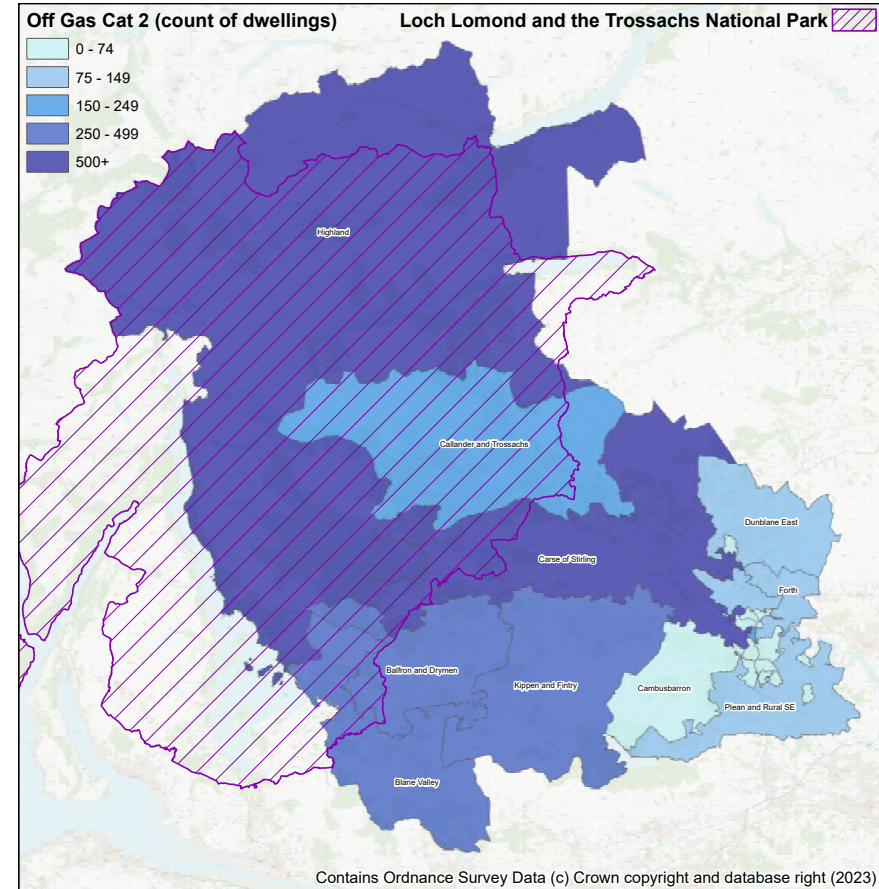 Off Gas Cat 2 (count of dwellings)
Loch Lomond and the Trossachs National Park
0 - 74
75 - 149
150 - 249
250 - 499
500+
Highland
Callander and Trossachs
Dunblane East
Carse of Stirling
Forth
Balfron and Drymen
Kippen and Fintry
Cambusbarron
Plean and Rural SE
Blane Valley
Contains Ordnance Survey Data (c) Crown copyright and database right (2023)